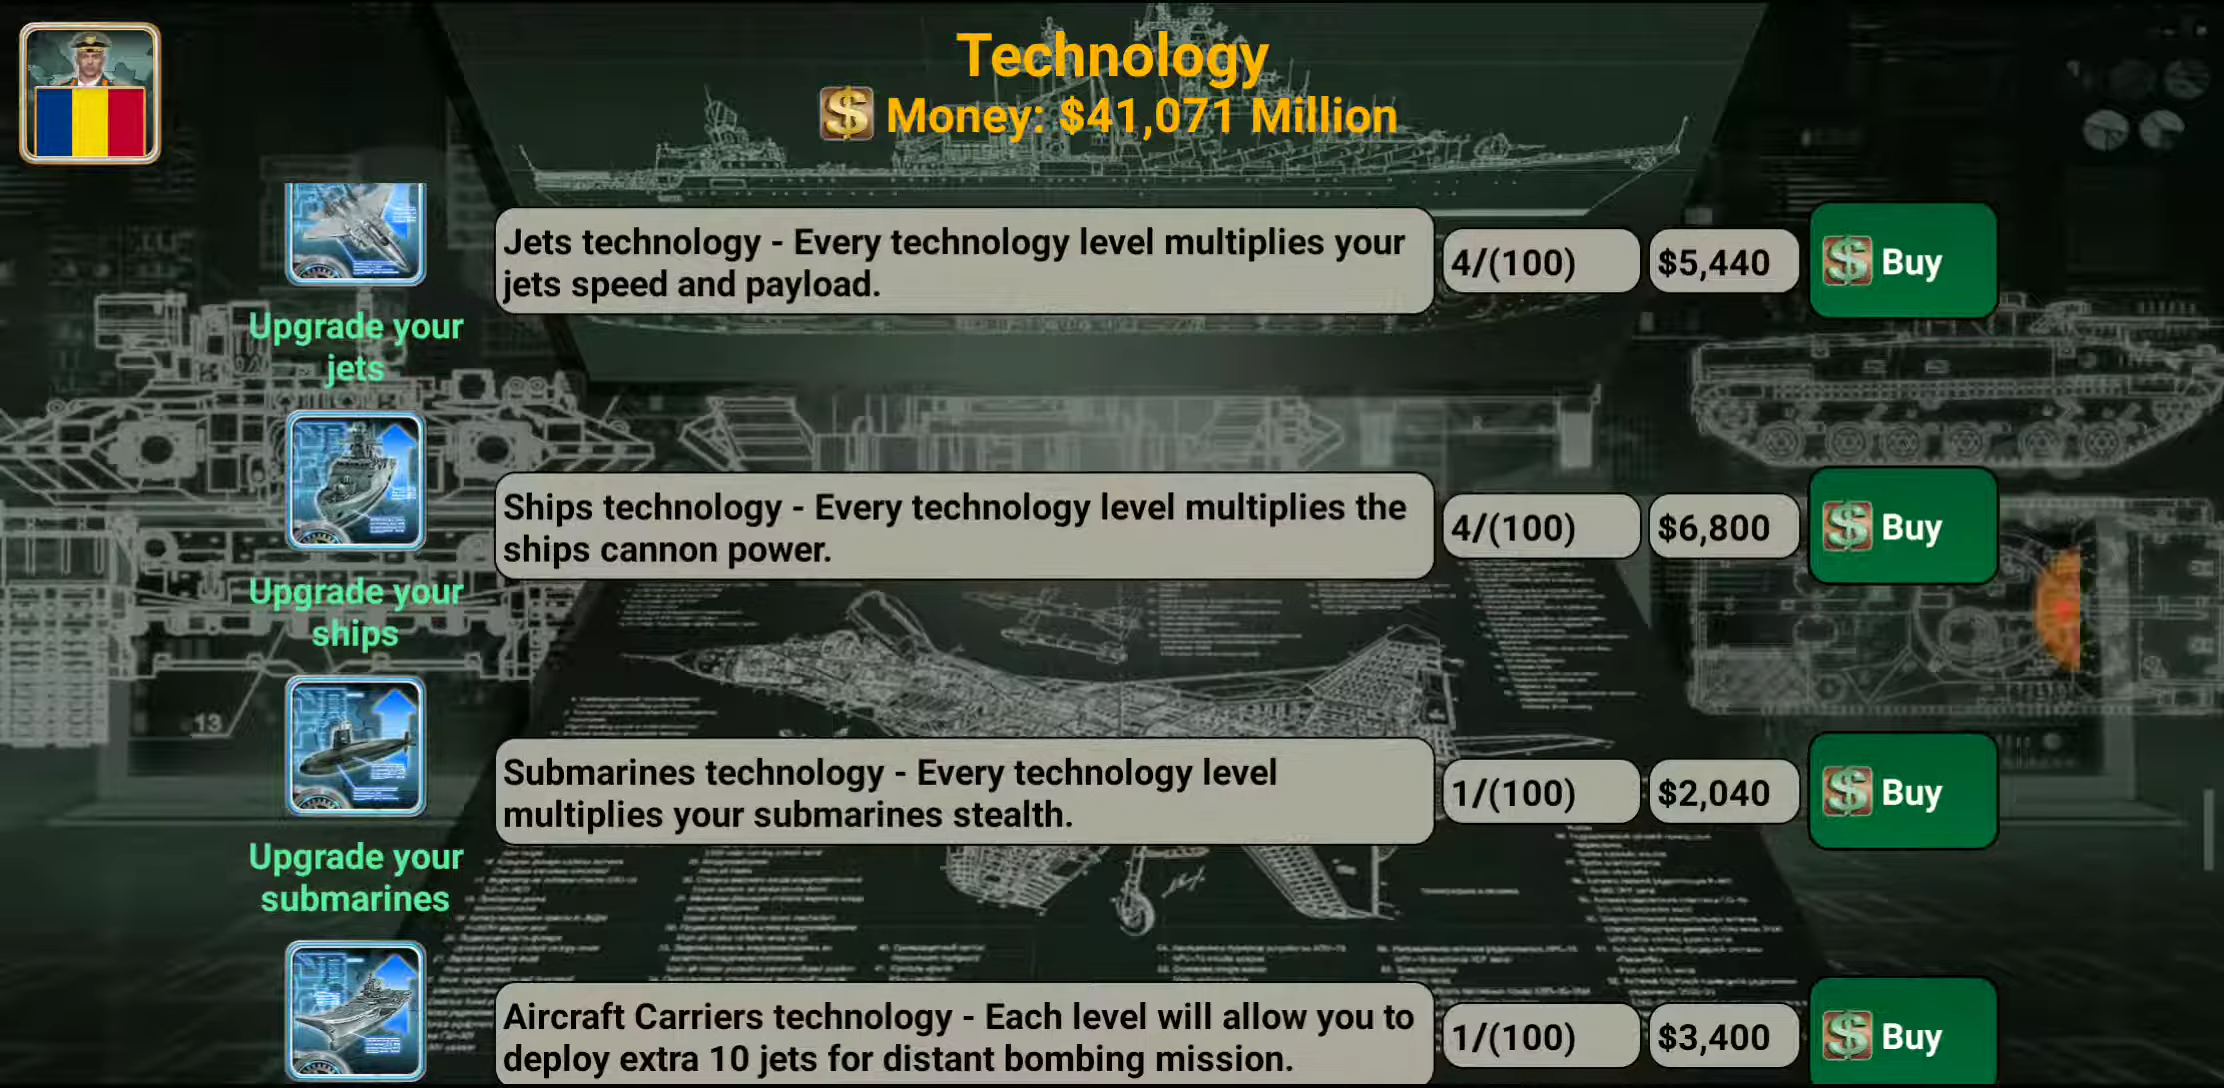 Technology
Money: $41,071 Million
Jets technology - Every technology level multiplies your
jets speed and payload.
4/(100)
$5,440
Buy
Upgrade your
jets
Ships technology - Every technology level multiplies the
ships cannon power.
4/(100)
$6,800
Buy
Upgrade your
ships
13
Submarines technology - Every technology level
multiplies your submarines stealth.
1/(100)
$2,040
Buy
Upgrade your
submarines
Aircraft Carriers technology - Each level will allow you to
deploy extra 10 jets for distant bombing mission.
1/(100)
$3,400
Buy